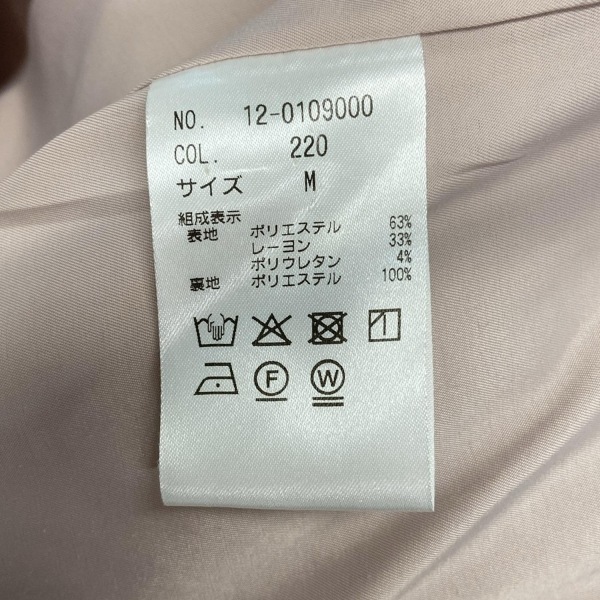 NO. 12-0109000
COL. 220
サイズ M
組成表示
表地 ポリエステル 63%
レーヨン 33%
ポリウレタン 4%
裏地 ポリエステル 100%
F W